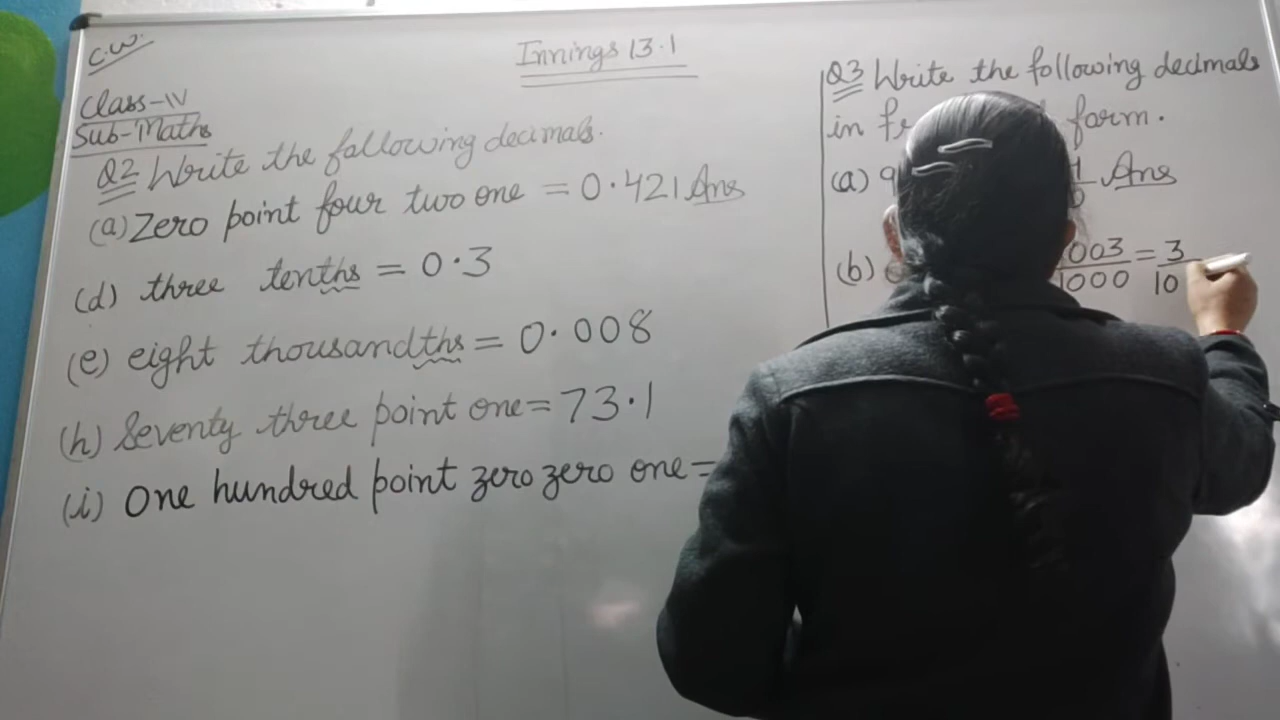 C.W.
Innings 13.1
Class-IV
Sub-Maths
Q2 Write the following decimals.
(a) Zero point four two one = 0.421 Ans
(d) three tenths = 0.3
(e) eight thousandths = 0.008
(h) Seventy three point one = 73.1
(i) One hundred point zero zero one =
Q3 Write the following decimals
in form.
(a) 9 Ans
(b) 003/1000 = 3/10